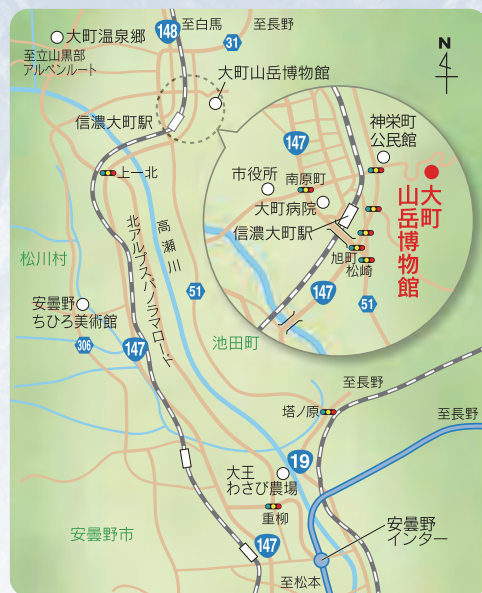 148
至白馬
至長野
31
大町温泉郷
至立山黒部
アルペンルート
大町山岳博物館
N
信濃大町駅
147
神栄町
公民館
市役所
南原町
大町病院
大町
山岳博物館
信濃大町駅
旭町
松崎
147
51
上一北
北アルプスパノラマロード
高瀬川
松川村
51
安曇野
ちひろ美術館
306
147
池田町
至長野
塔ノ原
至長野
19
大王
わさび農場
重柳
安曇野市
147
安曇野
インター
至松本